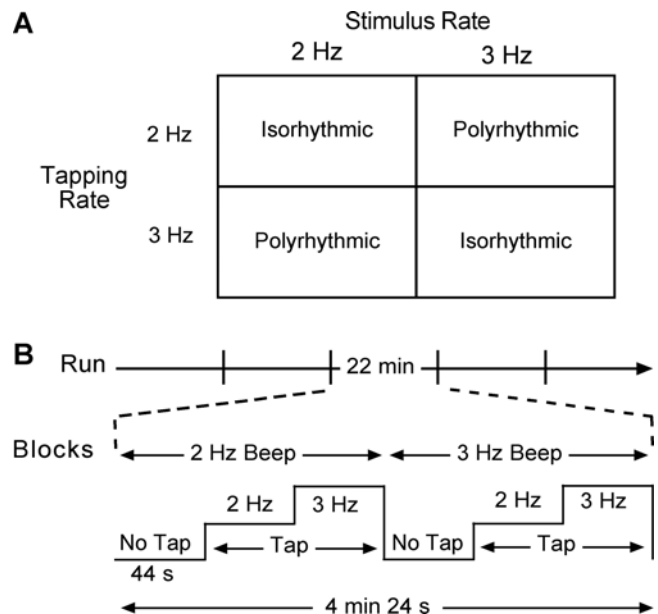 A
Stimulus Rate
2 Hz 3 Hz
2 Hz Isorhythmic Polyrhythmic
Tapping
Rate
3 Hz Polyrhythmic Isorhythmic
B
Run 22 min
Blocks 2 Hz Beep 3 Hz Beep
2 Hz 3 Hz 2 Hz 3 Hz
No Tap Tap No Tap Tap
44 s
4 min 24 s